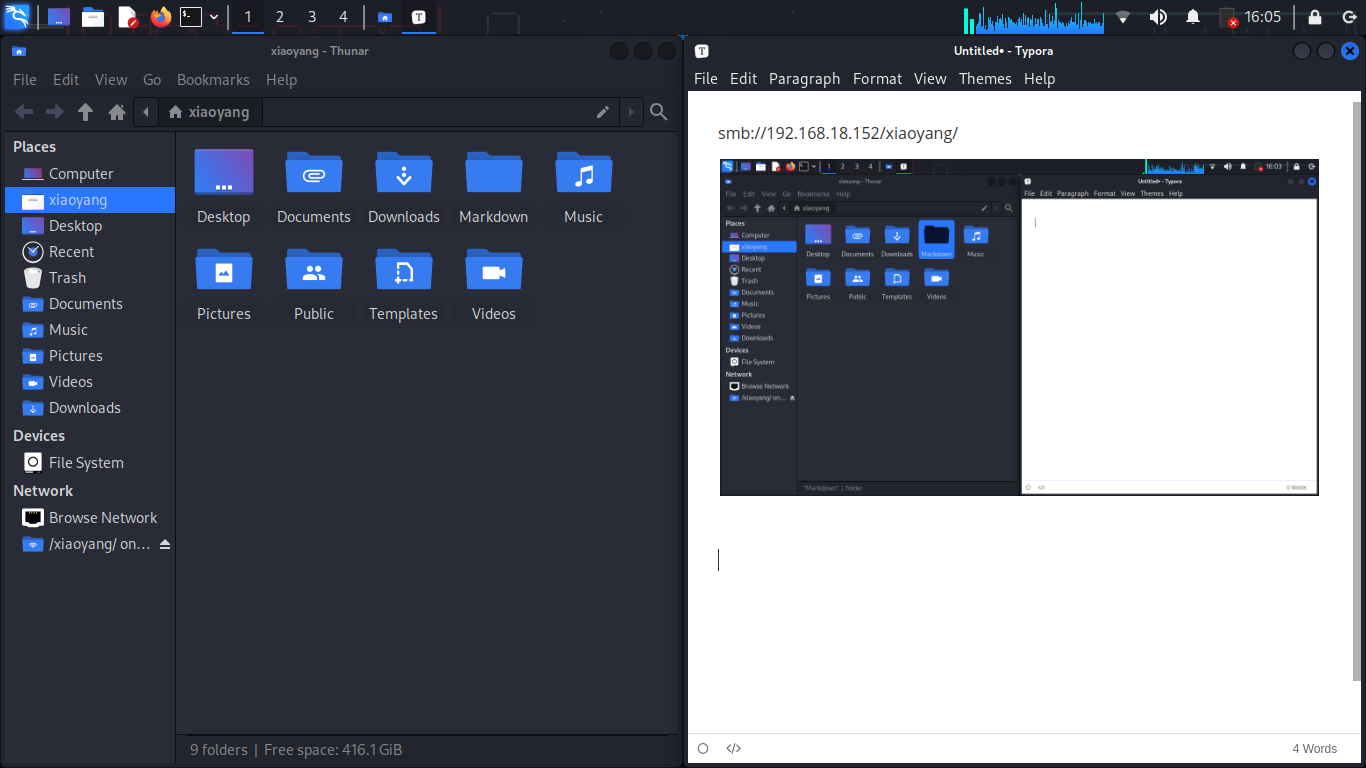 1 2 3 4
16:05
xiaoyang - Thunar
File Edit View Go Bookmarks Help
xiaoyang
Places
Computer
xiaoyang
Desktop
Recent
Trash
Documents
Music
Pictures
Videos
Downloads
Devices
File System
Network
Browse Network
/xiaoyang/ on...
Desktop Documents Downloads Markdown Music
Pictures Public Templates Videos
9 folders | Free space: 416.1 GiB
Untitled• - Typora
File Edit Paragraph Format View Themes Help
smb://192.168.18.152/xiaoyang/
1 2 3 4
16:03
xiaoyang - Thunar
File Edit View Go Bookmarks Help
xiaoyang
Places
Computer
xiaoyang
Desktop
Recent
Trash
Documents
Music
Pictures
Videos
Downloads
Devices
File System
Network
Browse Network
/xiaoyang/ on...
Desktop Documents Downloads Markdown Music
Pictures Public Templates Videos
"Markdown" | folder
Untitled• - Typora
File Edit Paragraph Format View Themes Help
0 Words
4 Words